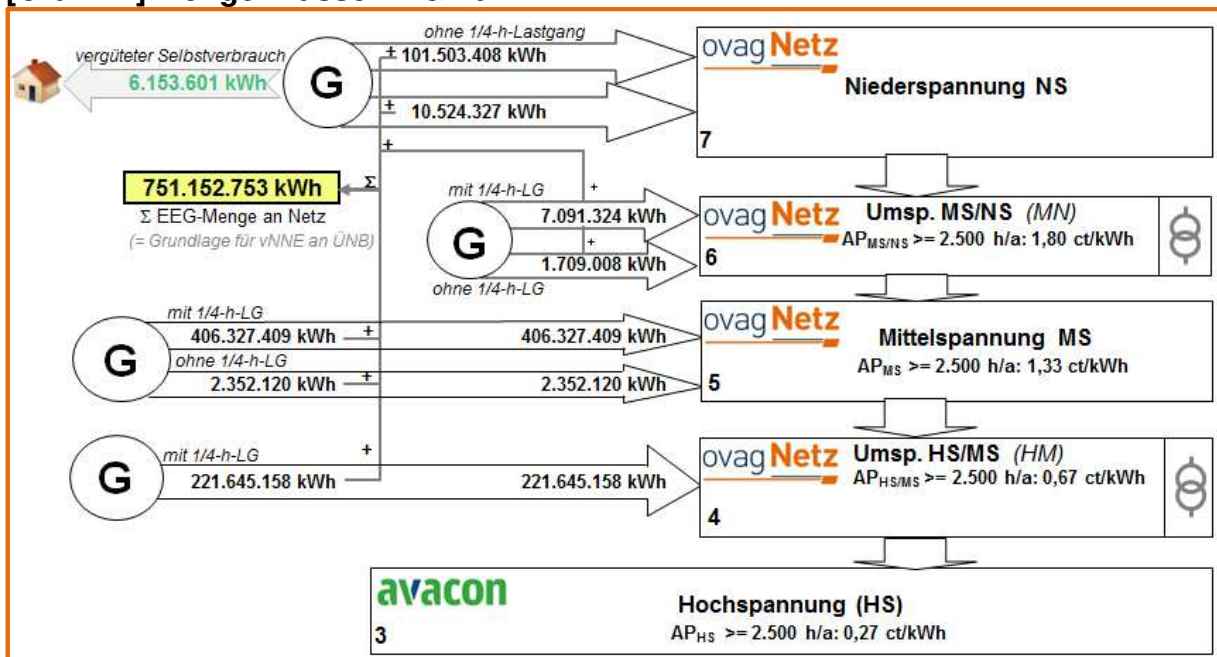 ohne 1/4-h-Lastgang
vergüteter Selbstverbrauch
6.153.601 kWh
G
± 101.503.408 kWh
± 10.524.327 kWh
ovag Netz
Niederspannung NS
7
+
751.152.753 kWh
Σ
Σ EEG-Menge an Netz
(= Grundlage für vNNE an ÜNB)
mit 1/4-h-LG
+
7.091.324 kWh
G
+
1.709.008 kWh
ohne 1/4-h-LG
ovag Netz
Umsp. MS/NS (MN)
AP MS/NS >= 2.500 h/a: 1,80 ct/kWh
6
mit 1/4-h-LG
406.327.409 kWh
+
406.327.409 kWh
G
ohne 1/4-h-LG
2.352.120 kWh
+
2.352.120 kWh
ovag Netz
Mittelspannung MS
AP MS >= 2.500 h/a: 1,33 ct/kWh
5
mit 1/4-h-LG
+
G
221.645.158 kWh
221.645.158 kWh
ovag Netz
Umsp. HS/MS (HM)
AP HS/MS >= 2.500 h/a: 0,67 ct/kWh
4
avacon
Hochspannung (HS)
AP HS >= 2.500 h/a: 0,27 ct/kWh
3